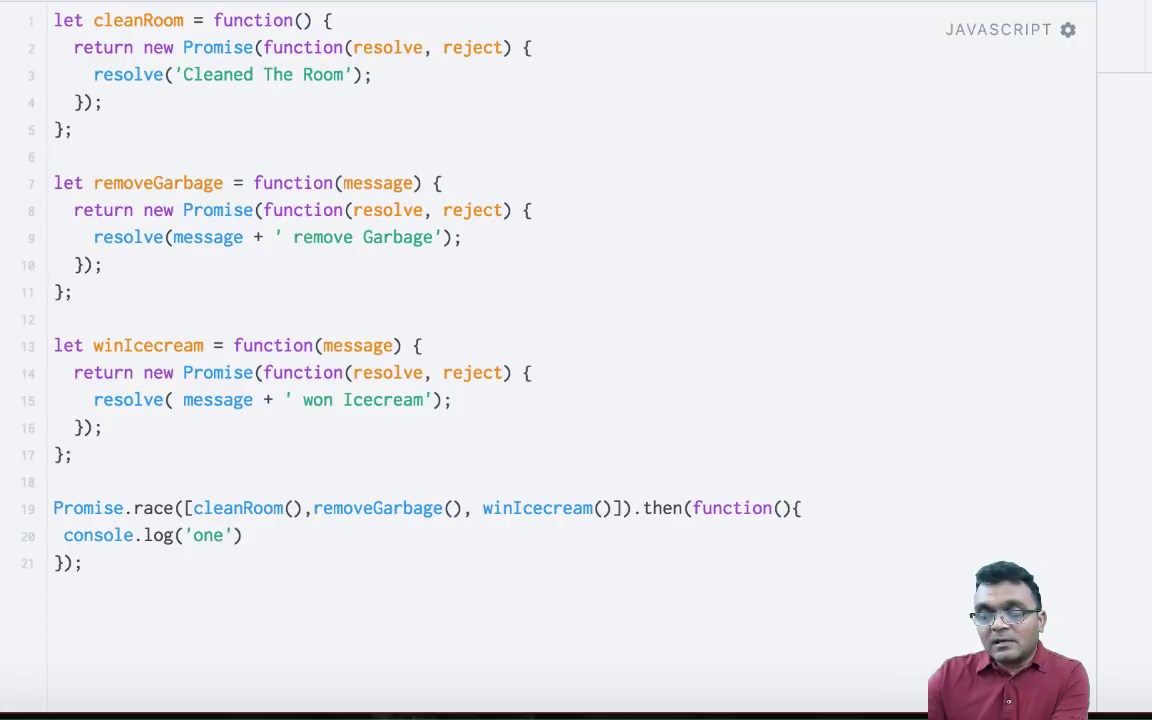 JAVASCRIPT
1 let cleanRoom = function() {
2 return new Promise(function(resolve, reject) {
3 resolve('Cleaned The Room');
4 });
5 };
6
7 let removeGarbage = function(message) {
8 return new Promise(function(resolve, reject) {
9 resolve(message + ' remove Garbage');
10 });
11 };
12
13 let winIcecream = function(message) {
14 return new Promise(function(resolve, reject) {
15 resolve( message + ' won Icecream');
16 });
17 };
18
19 Promise.race([cleanRoom(),removeGarbage(), winIcecream()]).then(function(){
20 console.log('one')
21 });